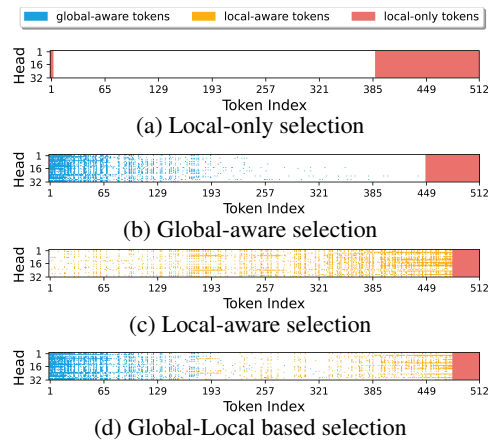 global-aware tokens local-aware tokens local-only tokens
Head
1
16
32
1 65 129 193 257 321 385 449 512
Token Index
(a) Local-only selection
Head
1
16
32
1 65 129 193 257 321 385 449 512
Token Index
(b) Global-aware selection
Head
1
16
32
1 65 129 193 257 321 385 449 512
Token Index
(c) Local-aware selection
Head
1
16
32
1 65 129 193 257 321 385 449 512
Token Index
(d) Global-Local based selection